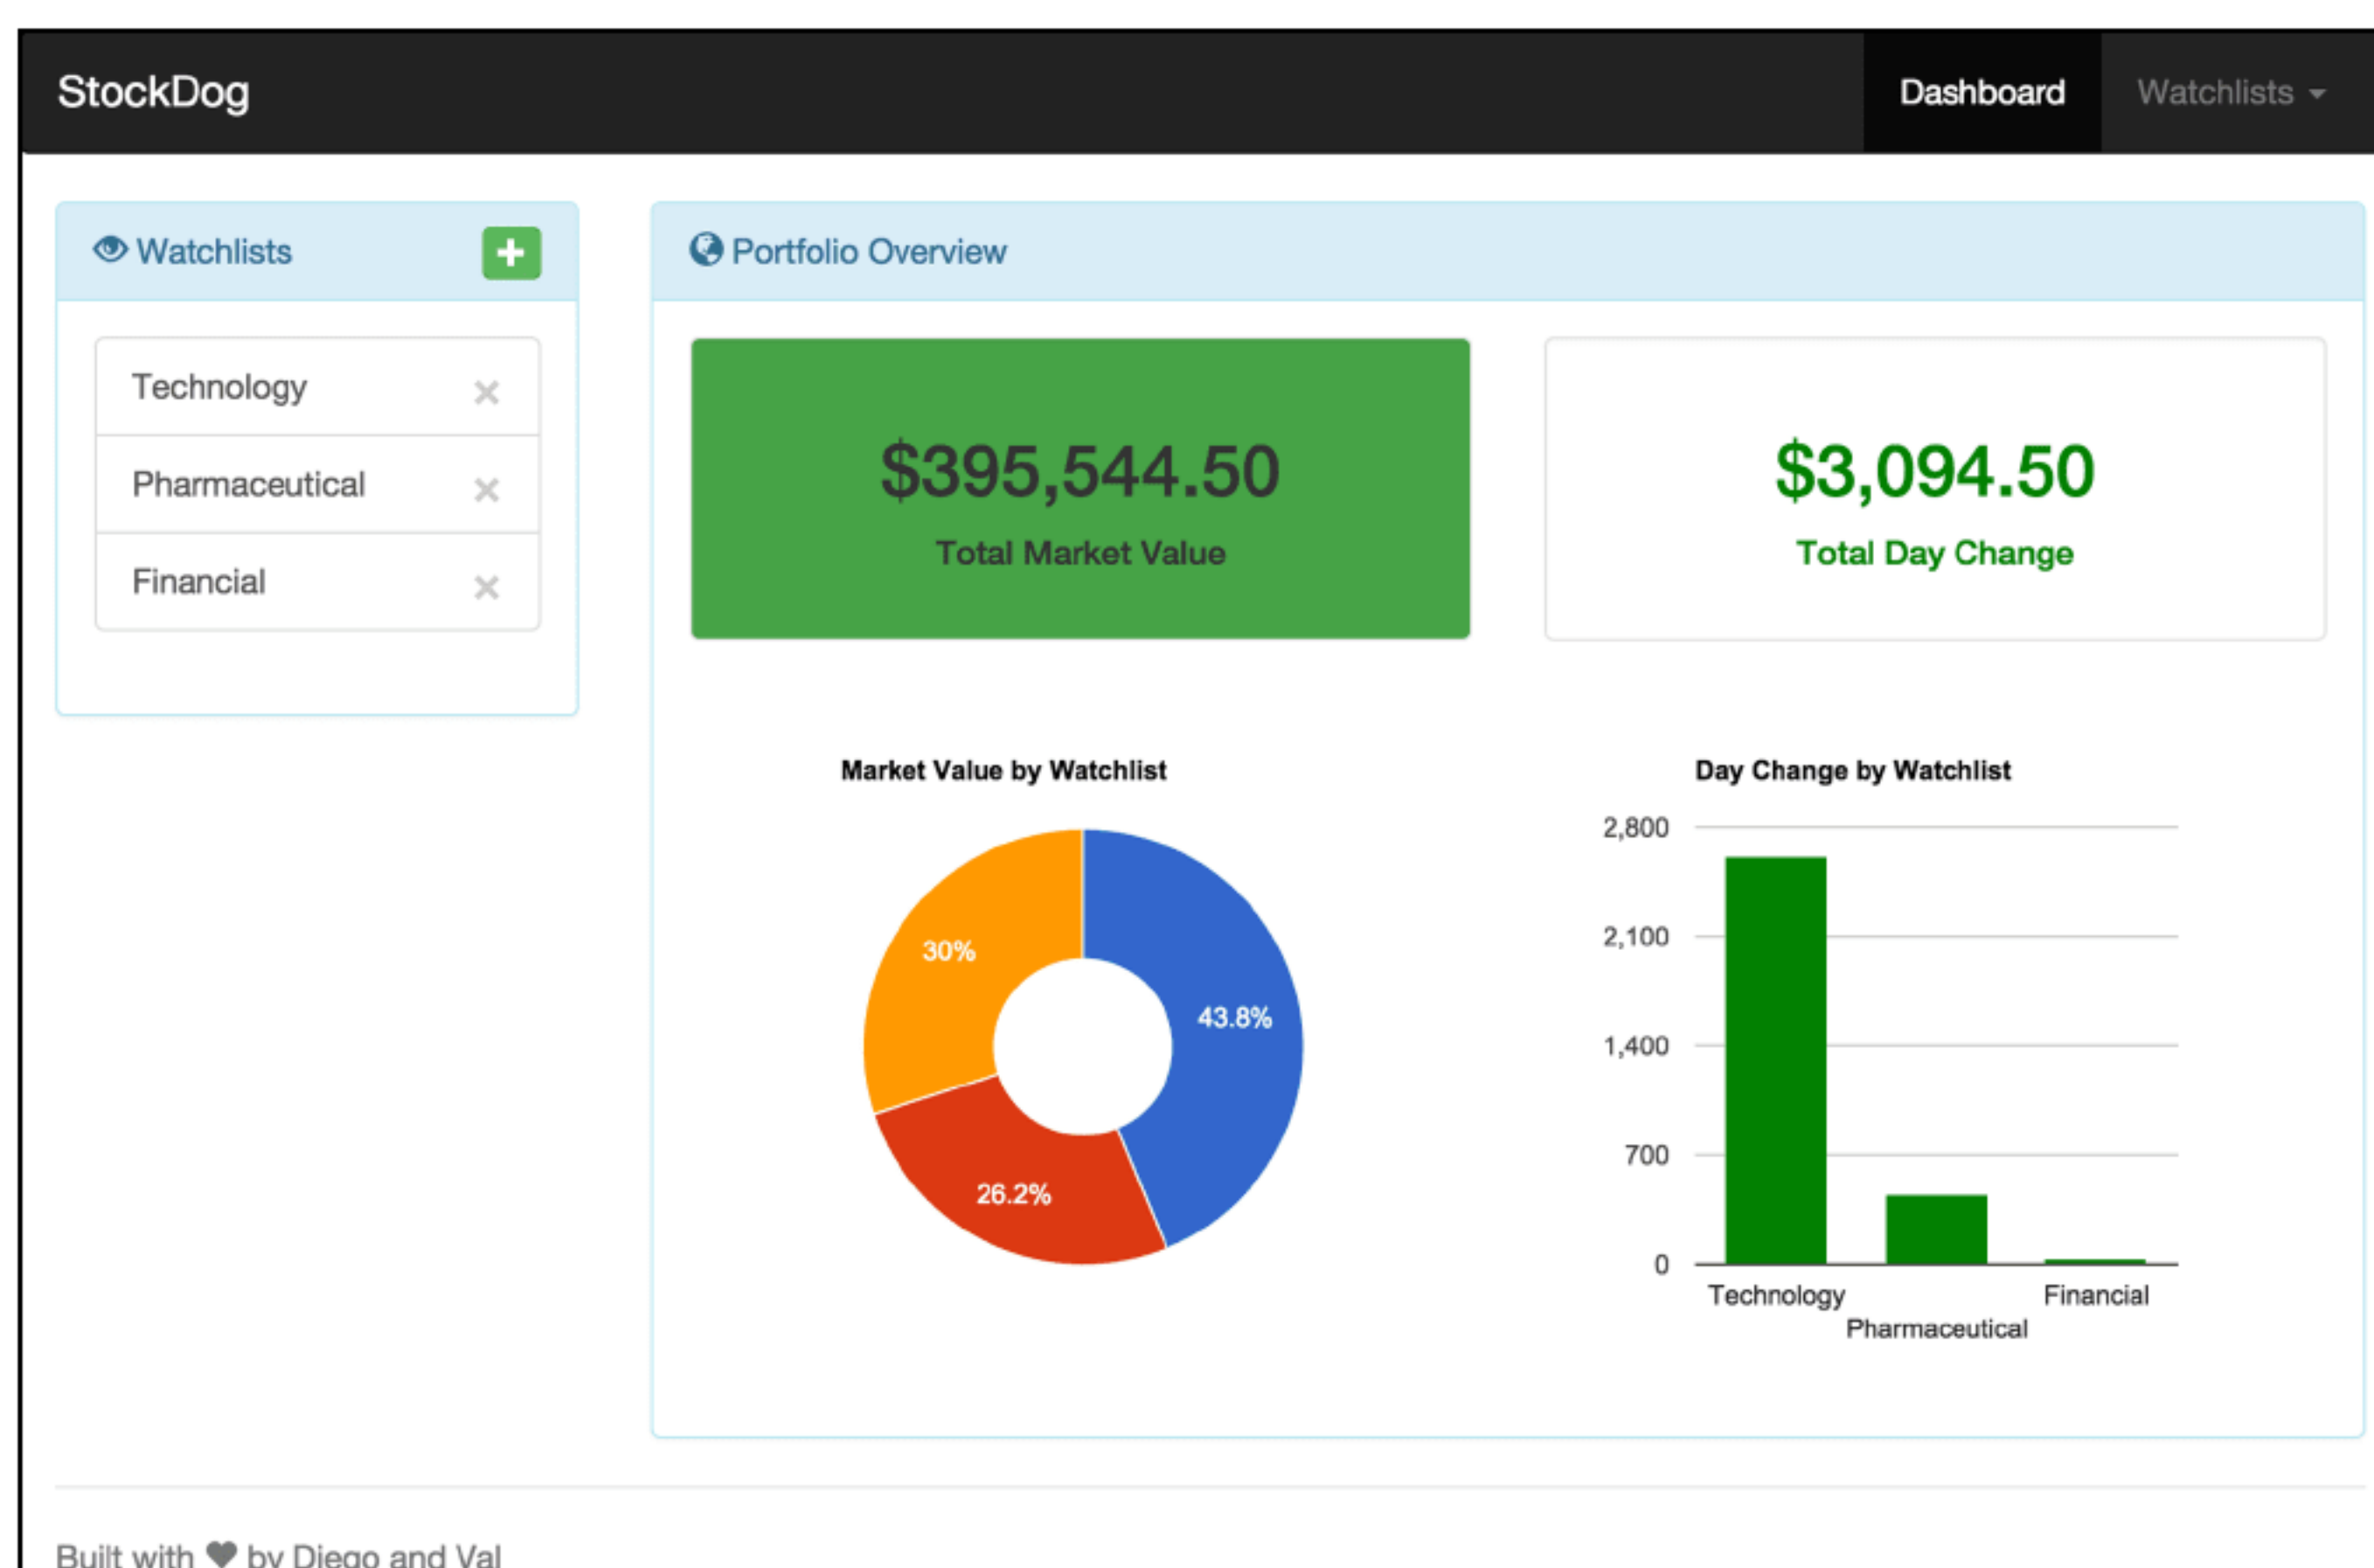 StockDog
Dashboard
Watchlists
Watchlists
Technology
Pharmaceutical
Financial
Portfolio Overview
$395,544.50
Total Market Value
$3,094.50
Total Day Change
Market Value by Watchlist
30%
43.8%
26.2%
Day Change by Watchlist
2,800
2,100
1,400
700
0
Technology
Pharmaceutical
Financial
Built with ♥ by Diego and Val